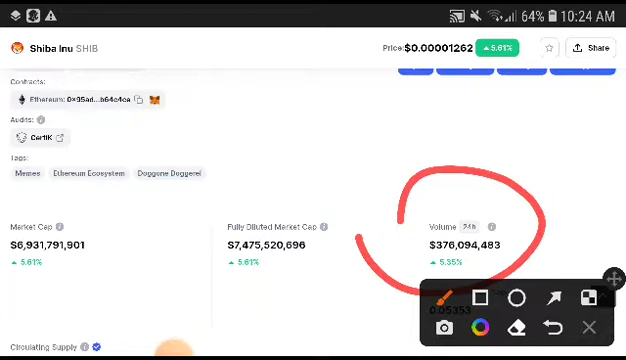 64% 10:24 AM
Shiba Inu SHIB
Price: $0.00001262 5.61% Share
Contracts:
Ethereum: 0x95ad...b64c4ce
Audits:
CertiK
Tags:
Memes Ethereum Ecosystem Doggone Doggerel
Market Cap Fully Diluted Market Cap Volume 24h
$6,931,791,901 $7,475,520,696 $376,094,483
5.61% 5.61% 5.35%
0.05353
Circulating Supply